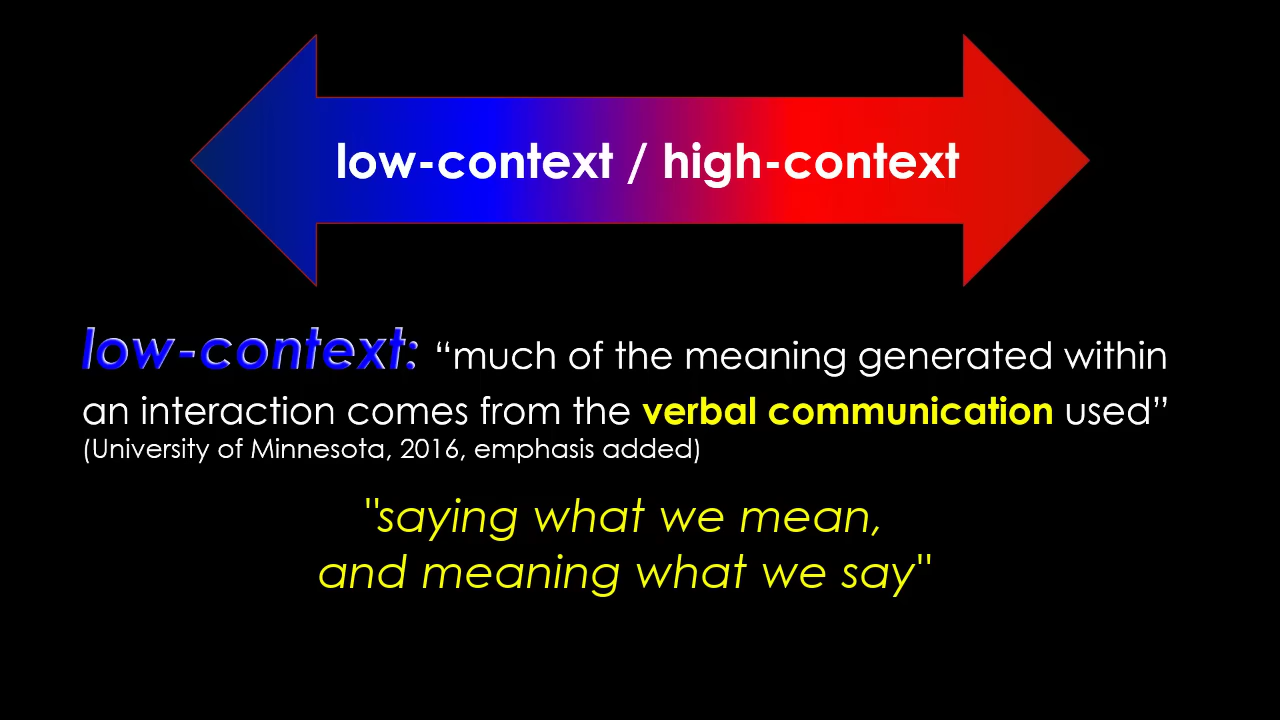 low-context / high-context
low-context: “much of the meaning generated within
an interaction comes from the verbal communication used”
(University of Minnesota, 2016, emphasis added)
"saying what we mean,
and meaning what we say"